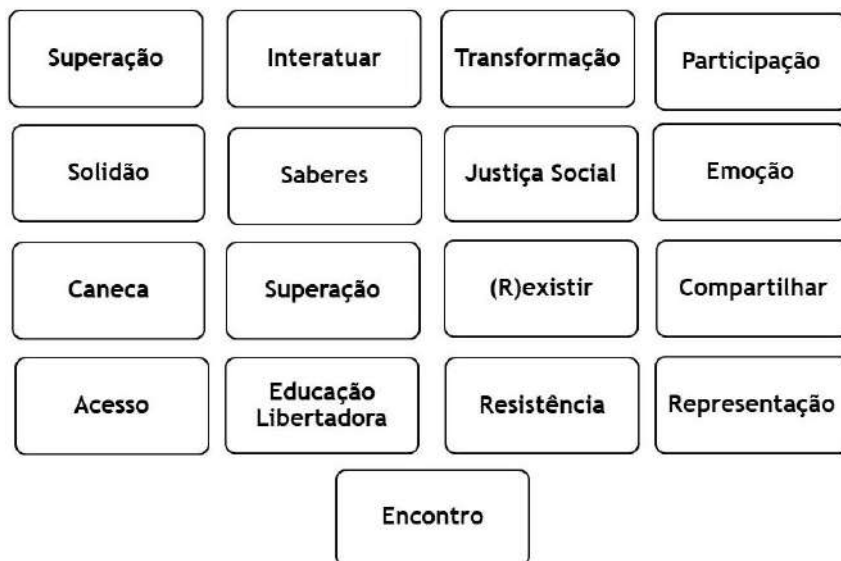 Superação
Interatuar
Transformação
Participação
Solidão
Saberes
Justiça Social
Emoção
Caneca
Superação
(R)existir
Compartilhar
Acesso
Educação
Libertadora
Resistência
Representação
Encontro